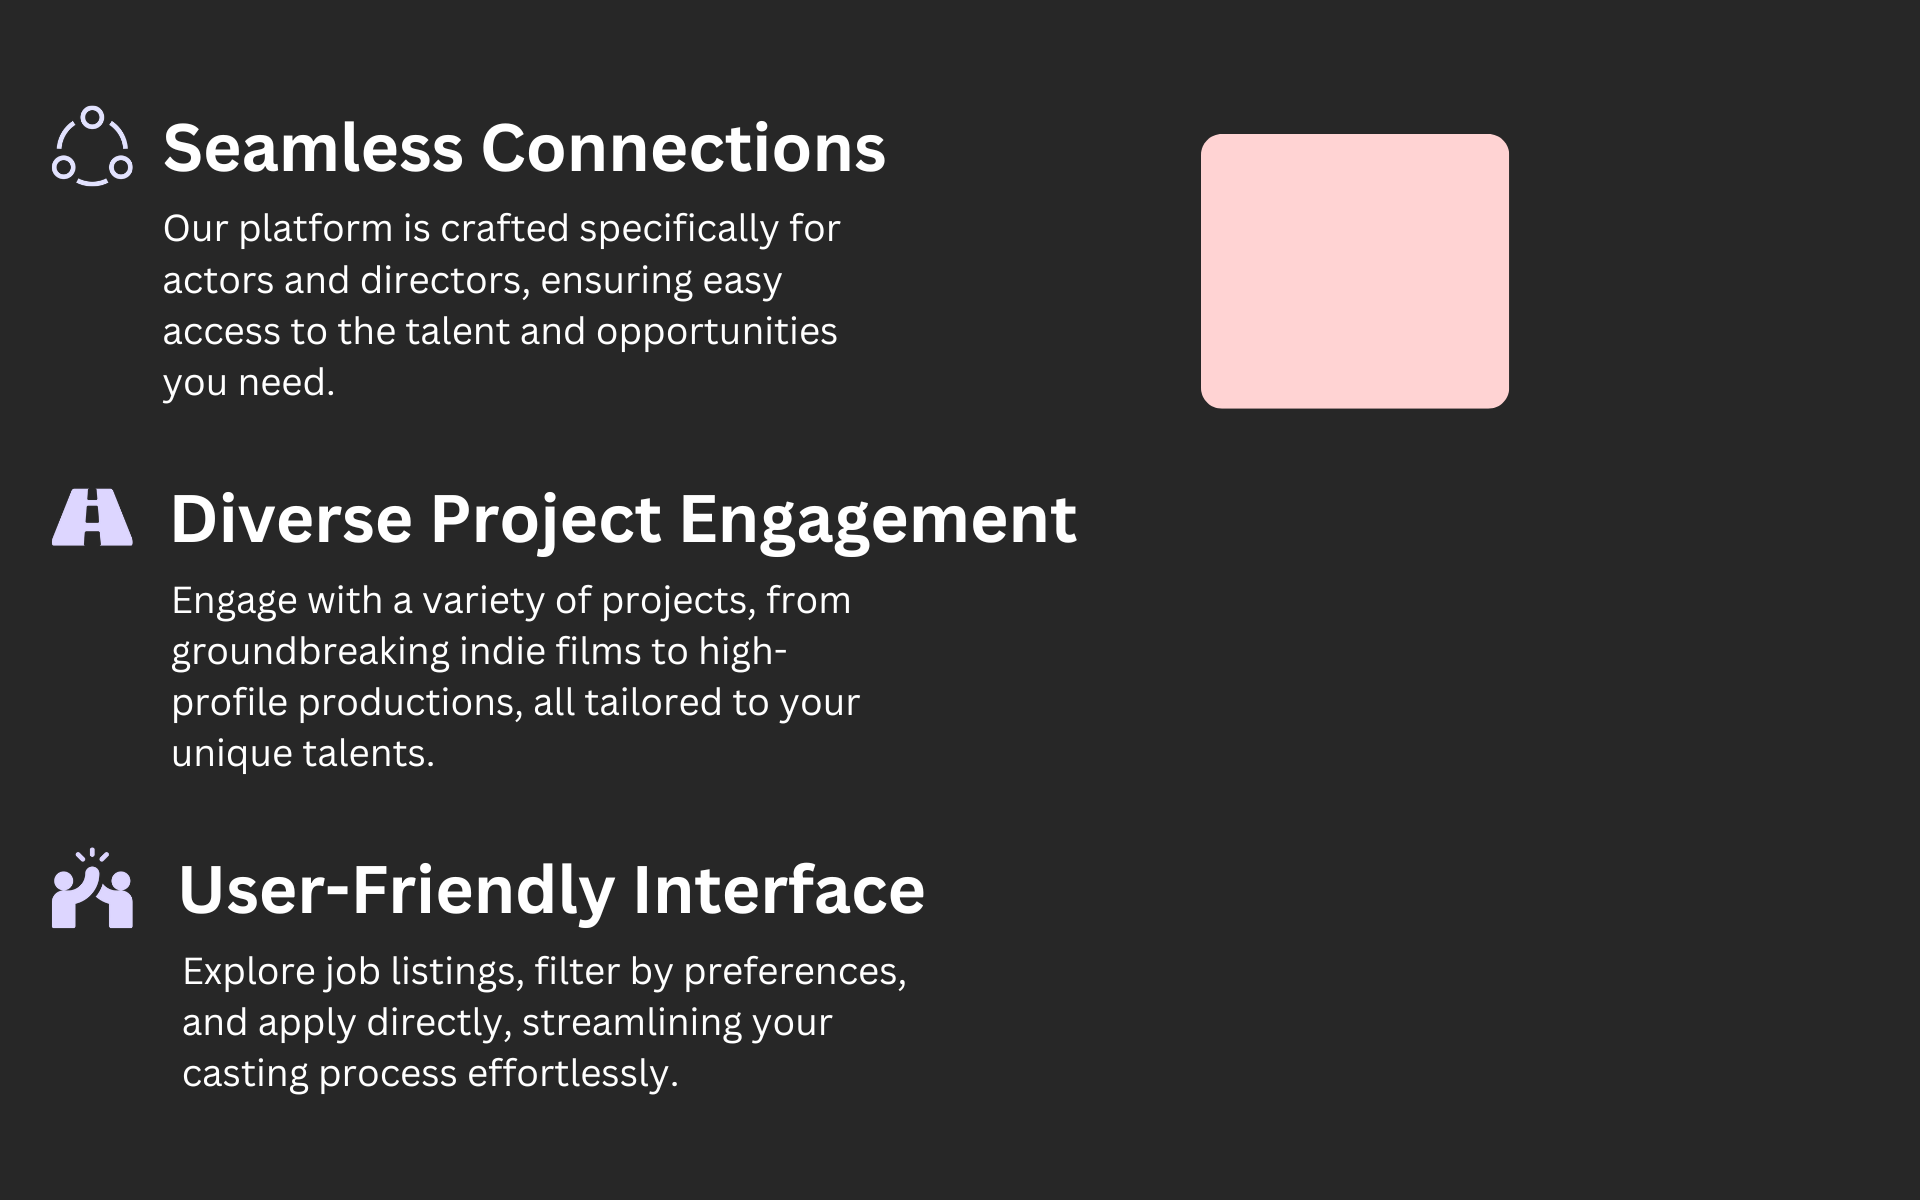 Seamless Connections
Our platform is crafted specifically for
actors and directors, ensuring easy
access to the talent and opportunities
you need.
Diverse Project Engagement
Engage with a variety of projects, from
groundbreaking indie films to high-
profile productions, all tailored to your
unique talents.
User-Friendly Interface
Explore job listings, filter by preferences,
and apply directly, streamlining your
casting process effortlessly.